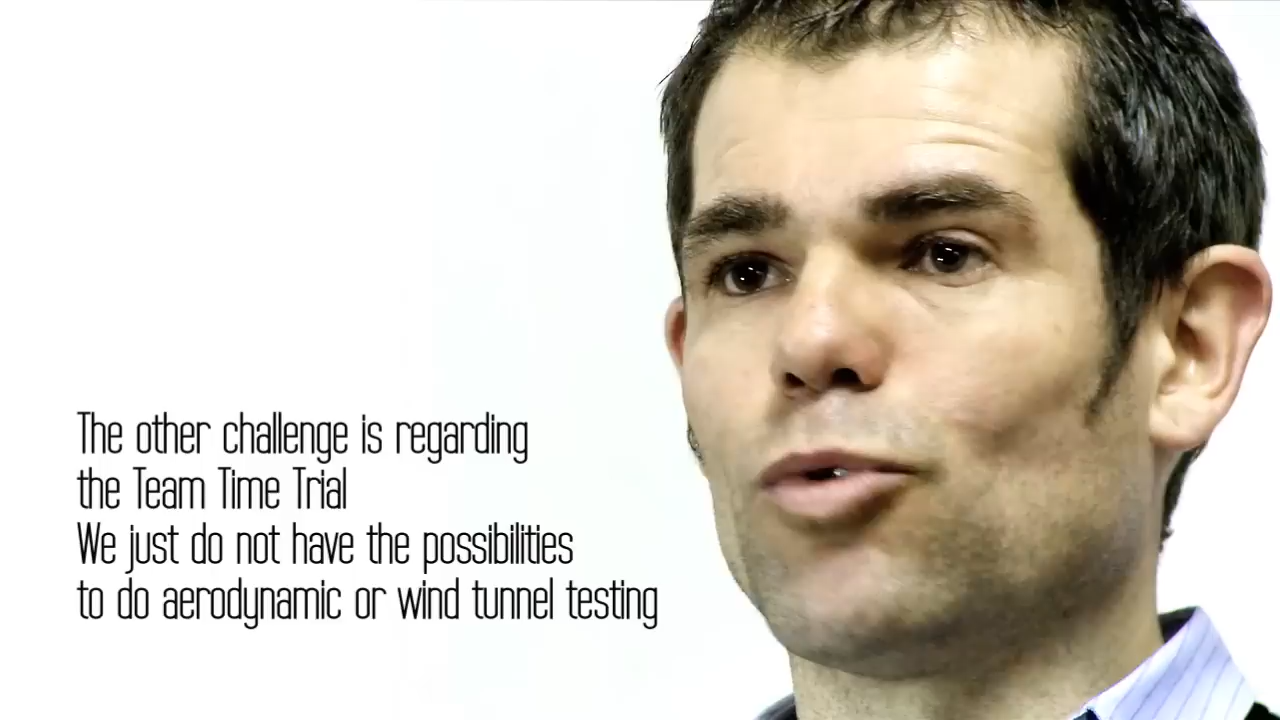 The other challenge is regarding
the Team Time Trial
We just do not have the possibilities
to do aerodynamic or wind tunnel testing